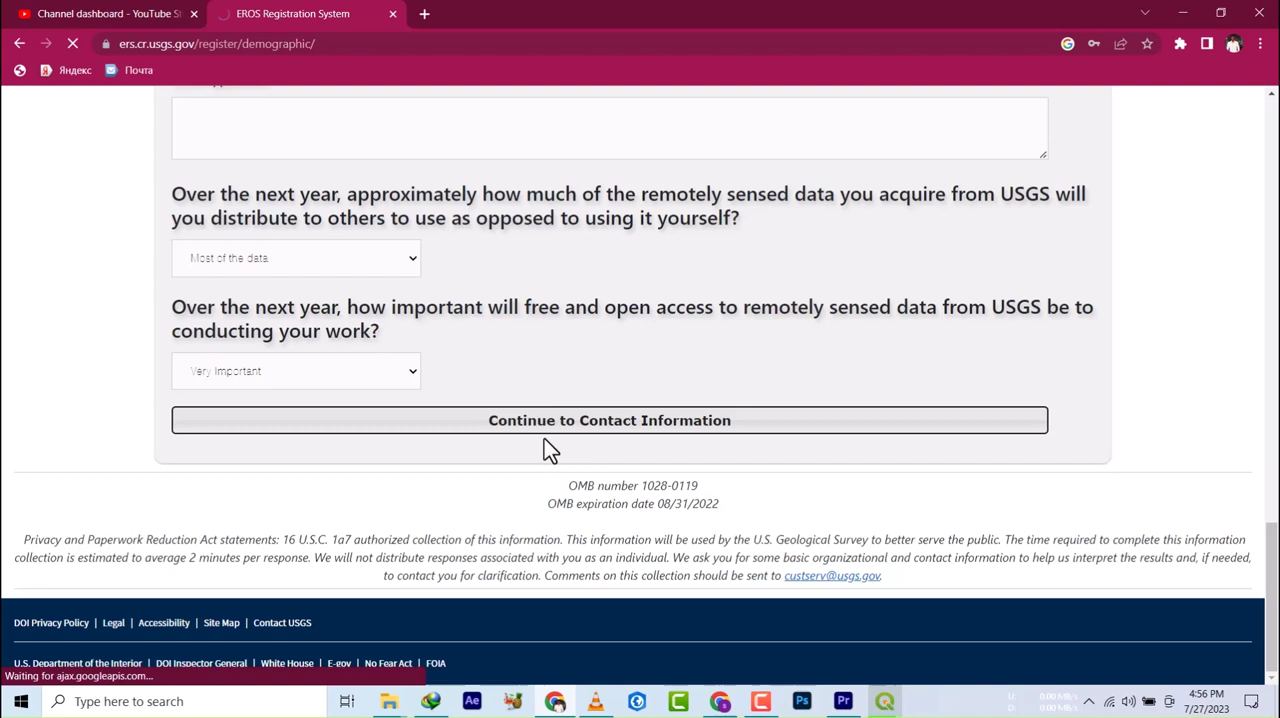 Channel dashboard - YouTube St
EROS Registration System
ers.cr.usgs.gov/register/demographic/
Яндекс
Почта
Over the next year, approximately how much of the remotely sensed data you acquire from USGS will
you distribute to others to use as opposed to using it yourself?
Most of the data
Over the next year, how important will free and open access to remotely sensed data from USGS be to
conducting your work?
Very Important
Continue to Contact Information
OMB number 1028-0119
OMB expiration date 08/31/2022
Privacy and Paperwork Reduction Act statements: 16 U.S.C. 1a7 authorized collection of this information. This information will be used by the U.S. Geological Survey to better serve the public. The time required to complete this information
collection is estimated to average 2 minutes per response. We will not distribute responses associated with you as an individual. We ask you for some basic organizational and contact information to help us interpret the results and, if needed,
to contact you for clarification. Comments on this collection should be sent to custserv@usgs.gov.
DOI Privacy Policy | Legal | Accessibility | Site Map | Contact USGS
U.S. Department of the Interior | DOI Inspector General | White House | E-gov | No Fear Act | FOIA
Waiting for ajax.googleapis.com...
Type here to search
Ae
Ps
Pr
U: 0.00 MB/s
D: 0.00 MB/s
4:56 PM
7/27/2023